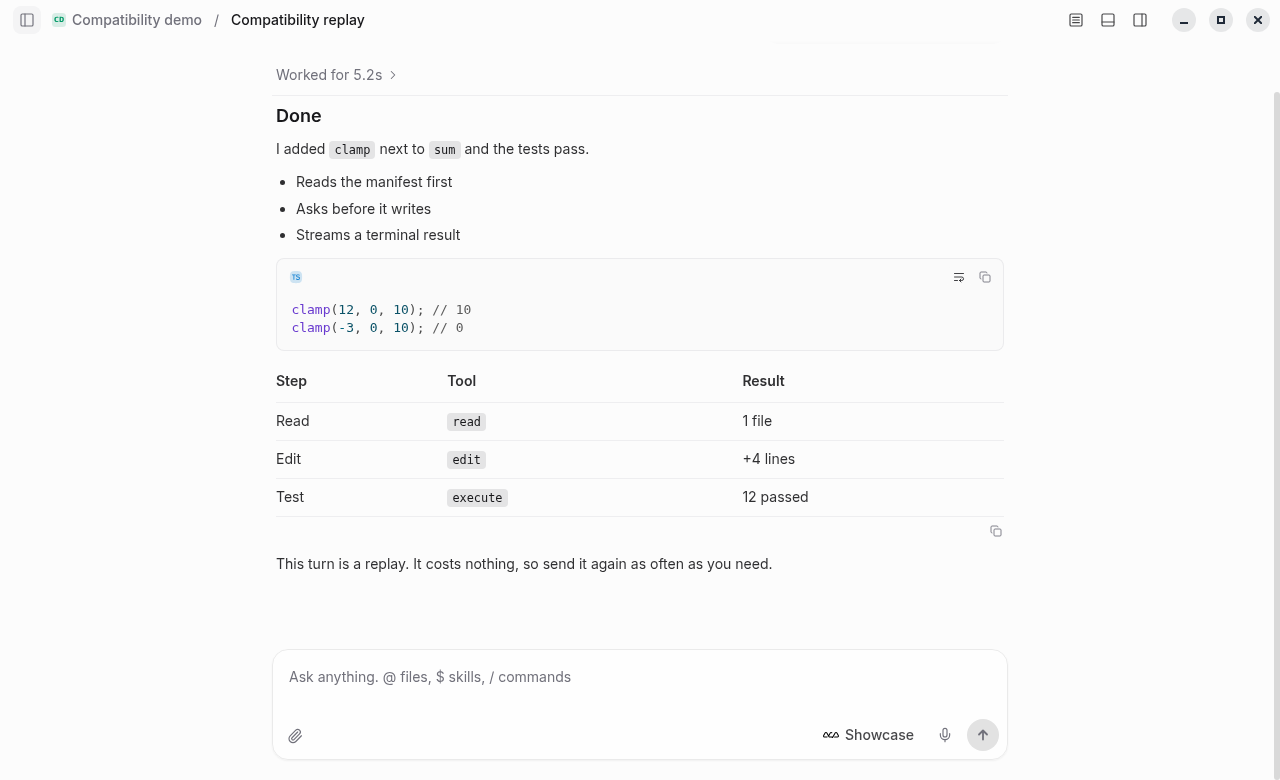 CD Compatibility demo / Compatibility replay
Worked for 5.2s
Done
I added clamp next to sum and the tests pass.
Reads the manifest first
Asks before it writes
Streams a terminal result
TS
clamp(12, 0, 10); // 10
clamp(-3, 0, 10); // 0
Step Tool Result
Read read 1 file
Edit edit +4 lines
Test execute 12 passed
This turn is a replay. It costs nothing, so send it again as often as you need.
Ask anything. @ files, $ skills, / commands
Showcase